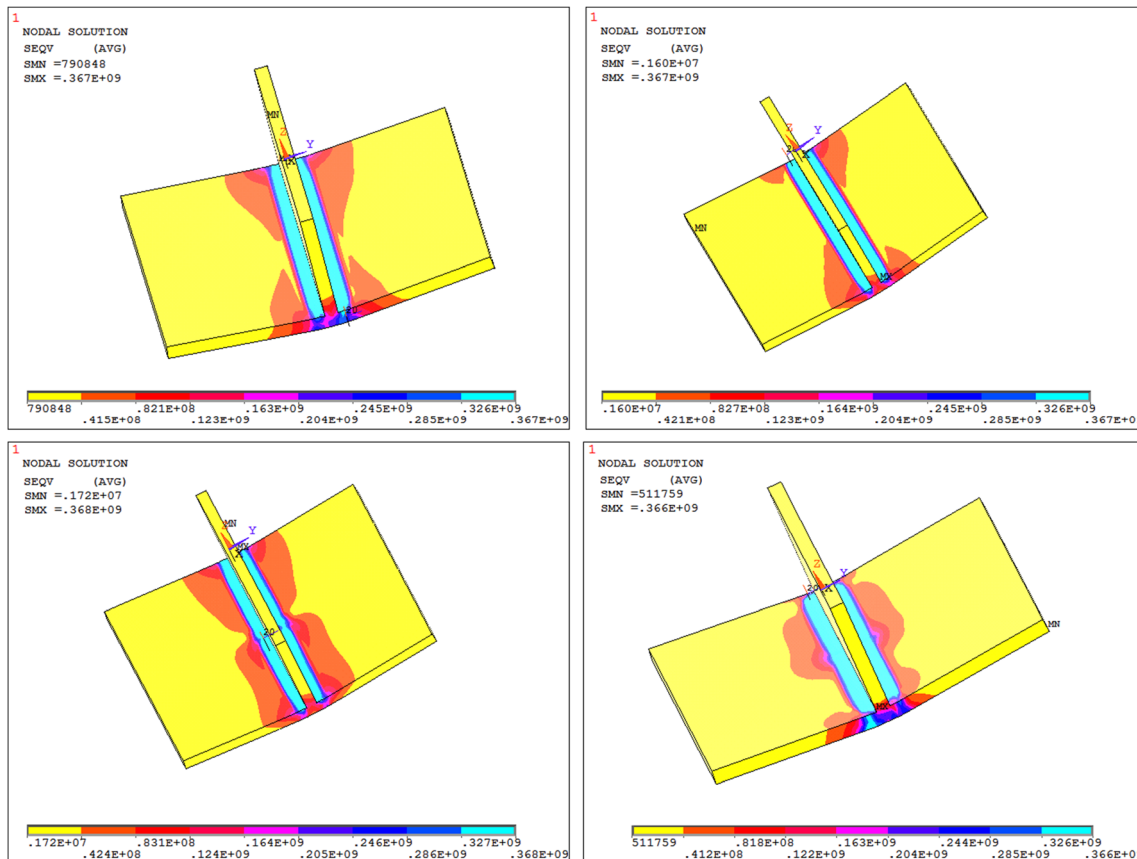 1
NODAL SOLUTION
SEQV (AVG)
SMN =790848
SMX =.367E+09
MN
Z
Y
X
20
790848 .821E+08 .163E+09 .245E+09 .326E+09
.415E+08 .123E+09 .204E+09 .285E+09 .367E+09
1
NODAL SOLUTION
SEQV (AVG)
SMN =.160E+07
SMX =.367E+09
Z
Y
X
MN
MX
.160E+07 .827E+08 .164E+09 .245E+09 .326E+09
.421E+08 .123E+09 .204E+09 .285E+09 .367E+0
1
NODAL SOLUTION
SEQV (AVG)
SMN =.172E+07
SMX =.368E+09
MN
Y
MX
X
20
.172E+07 .831E+08 .164E+09 .246E+09 .327E+09
.424E+08 .124E+09 .205E+09 .286E+09 .368E+09
1
NODAL SOLUTION
SEQV (AVG)
SMN =511759
SMX =.366E+09
Z
Y
20
X
MN
MX
511759 .818E+08 .163E+09 .244E+09 .326E+09
.412E+08 .122E+09 .204E+09 .285E+09 .366E+0